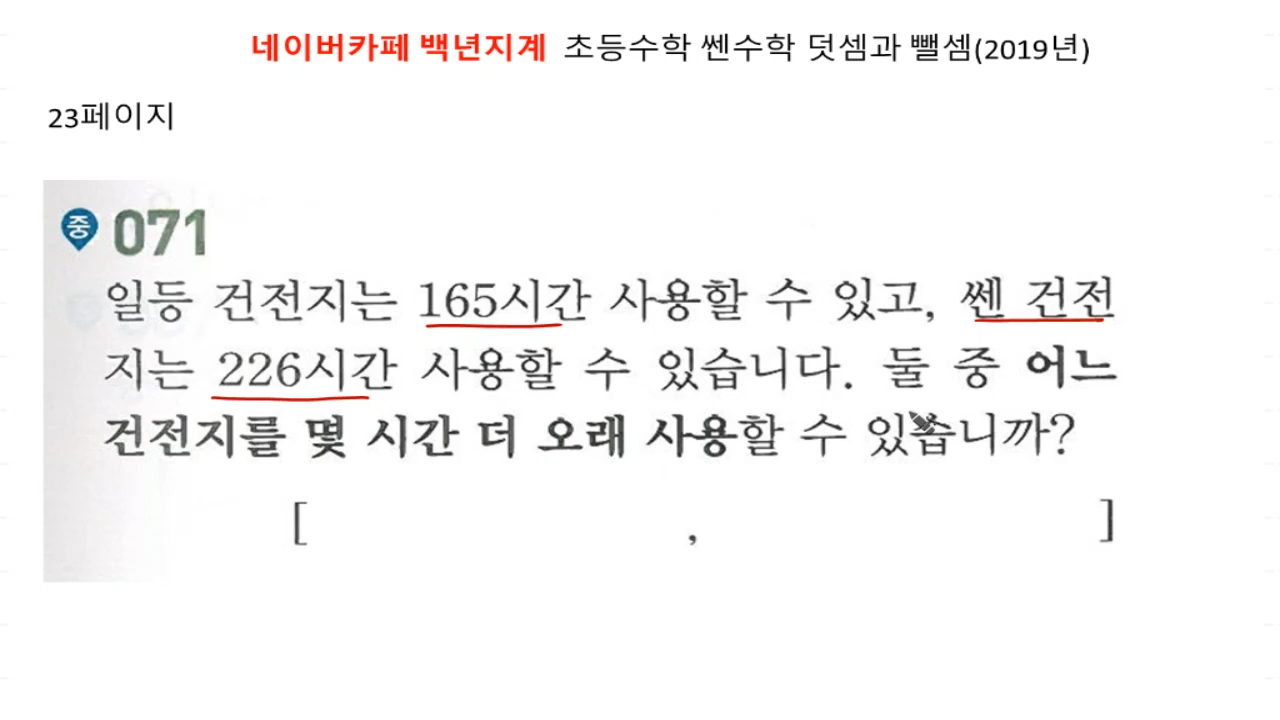 네이버카페 백년지계 초등수학 쎈수학 덧셈과 뺄셈(2019년)
23페이지
중 071
일등 건전지는 165시간 사용할 수 있고, 쎈 건전
지는 226시간 사용할 수 있습니다. 둘 중 어느
건전지를 몇 시간 더 오래 사용할 수 있습니까?
[ , ]